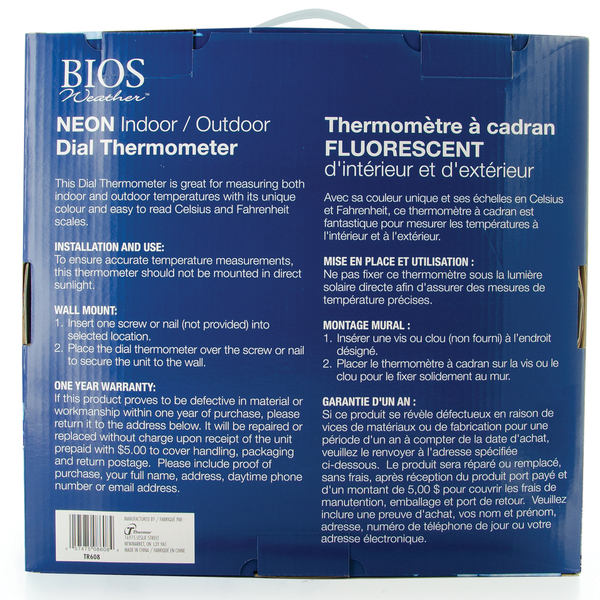 BIOS
Weather™
NEON Indoor / Outdoor
Dial Thermometer
This Dial Thermometer is great for measuring both
indoor and outdoor temperatures with its unique
colour and easy to read Celsius and Fahrenheit
scales.
INSTALLATION AND USE:
To ensure accurate temperature measurements,
this thermometer should not be mounted in direct
sunlight.
WALL MOUNT:
1. Insert one screw or nail (not provided) into
selected location.
2. Place the dial thermometer over the screw or nail
to secure the unit to the wall.
ONE YEAR WARRANTY:
If this product proves to be defective in material or
workmanship within one year of purchase, please
return it to the address below. It will be repaired or
replaced without charge upon receipt of the unit
prepaid with $5.00 to cover handling, packaging
and return postage. Please include proof of
purchase, your full name, address, daytime phone
number or email address.
Thermomètre à cadran
FLUORESCENT
d'intérieur et d'extérieur
Avec sa couleur unique et ses échelles en Celsius
et Fahrenheit, ce thermomètre à cadran est
fantastique pour mesurer les températures à
l'intérieur et à l'exterieur.
MISE EN PLACE ET UTILISATION :
Ne pas fixer ce thermomètre sous la lumière
solaire directe afin d'assurer des mesures de
température précises.
MONTAGE MURAL :
1. Insérer une vis ou clou (non fourni) à l'endroit
désigné.
2. Placer le thermomètre à cadran sur la vis ou le
clou pour le fixer solidement au mur.
GARANTIE D'UN AN :
Si ce produit se révèle défectueux en raison de
vices de matériaux ou de fabrication pour une
période d'un an à compter de la date d'achat,
veuillez le renvoyer à l'adresse spécifiée
ci-dessous. Le produit sera réparé ou remplacé,
sans frais, après réception du produit port payé et
d'un montant de 5,00 $ pour couvrir les frais de
manutention, emballage et port de retour. Veuillez
inclure une preuve d'achat, vos nom et prénom,
adresse, numéro de téléphone de jour ou votre
adresse électronique.
MANUFACTURED BY / FABRIQUÉ PAR
Thermor
16975 LESLIE STREET
NEWMARKET, ON L3Y 9A1
MADE IN CHINA / FABRIQUÉ EN CHINE
TR608